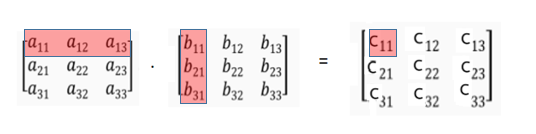 a11 a12 a13   b11 b12 b13   c11 c12 c13
a21 a22 a23 · b21 b22 b23 = c21 c22 c23
a31 a32 a33   b31 b32 b33   c31 c32 c33